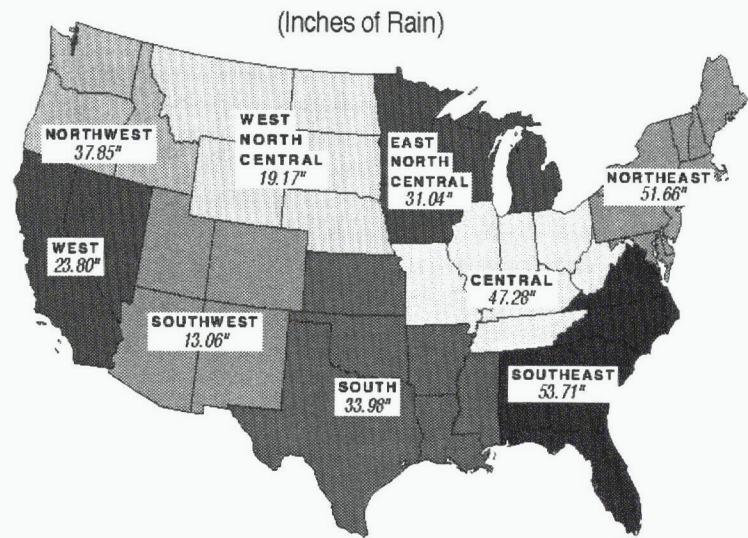 (Inches of Rain)
NORTHWEST
37.85"
WEST
NORTH
CENTRAL
19.17"
EAST
NORTH
CENTRAL
31.04"
NORTHEAST
51.66"
WEST
23.80"
CENTRAL
47.28"
SOUTHWEST
13.06"
SOUTH
33.98"
SOUTHEAST
53.71"